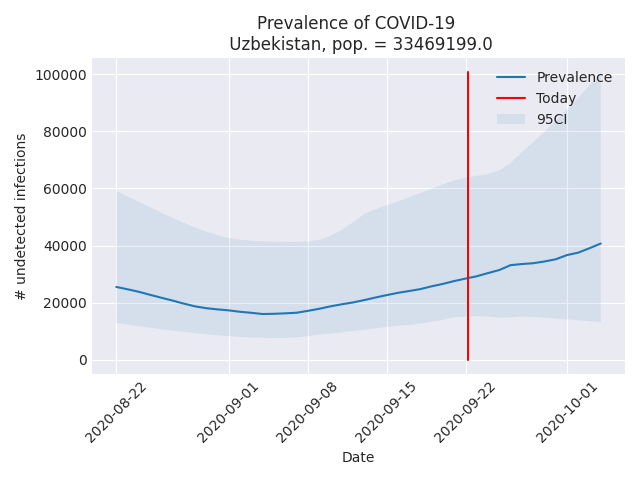 Prevalence of COVID-19
Uzbekistan, pop. = 33469199.0
100000
80000
60000
40000
20000
0
# undetected infections
Prevalence
Today
95CI
2020-08-22
2020-09-01
2020-09-08
2020-09-15
2020-09-22
2020-10-01
Date